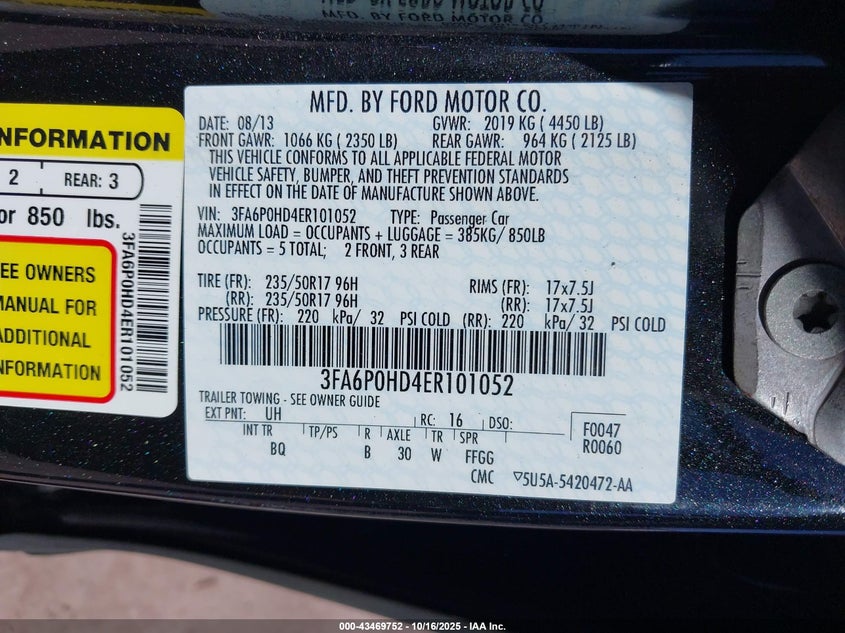 MFD. BY FORD MOTOR CO.
DATE: 08/13 GVWR: 2019 KG ( 4450 LB)
FRONT GAWR: 1066 KG ( 2350 LB) REAR GAWR: 964 KG ( 2125 LB)
THIS VEHICLE CONFORMS TO ALL APPLICABLE FEDERAL MOTOR
VEHICLE SAFETY, BUMPER, AND THEFT PREVENTION STANDARDS
IN EFFECT ON THE DATE OF MANUFACTURE SHOWN ABOVE.
VIN: 3FA6P0HD4ER101052 TYPE: Passenger Car
MAXIMUM LOAD = OCCUPANTS + LUGGAGE = 385KG/ 850LB
OCCUPANTS = 5 TOTAL; 2 FRONT, 3 REAR
TIRE (FR): 235/50R17 96H RIMS (FR): 17x7.5J
(RR): 235/50R17 96H (RR): 17x7.5J
PRESSURE (FR): 220 kPa/ 32 PSI COLD (RR): 220 kPa/ 32 PSI COLD
3FA6P0HD4ER101052
TRAILER TOWING - SEE OWNER GUIDE
EXT PNT: UH RC: 16 DSO:
F0047
R0060
INT TR TP/PS R AXLE TR SPR
BQ B 30 W FFGG
CMC ▽5U5A-5420472-AA
NFORMATION
2 REAR: 3
or 850 lbs.
EE OWNERS
MANUAL FOR
ADDITIONAL
NFORMATION
3FA6P0HD4ER101052
000-43469752 - 10/16/2025 - IAA Inc.